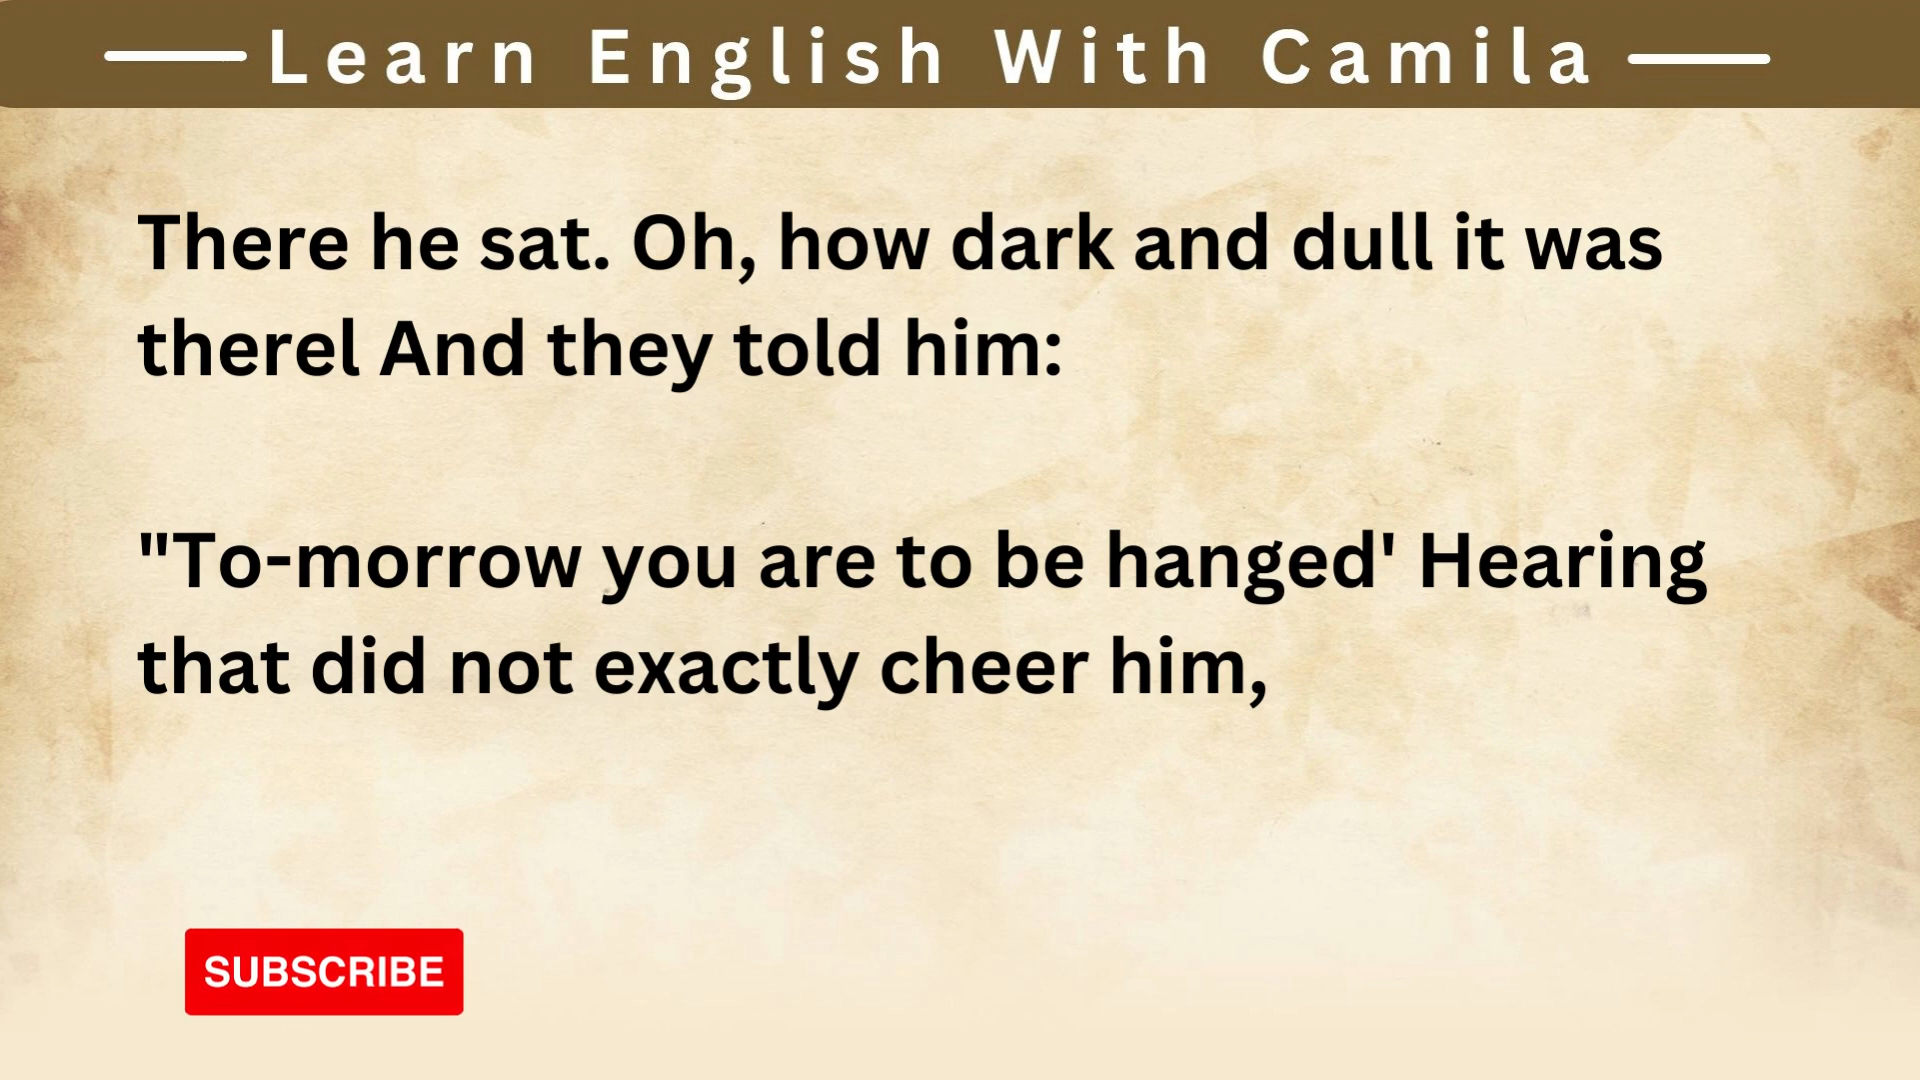 Learn English With Camila
There he sat. Oh, how dark and dull it was
therel And they told him:
"To-morrow you are to be hanged' Hearing
that did not exactly cheer him,
SUBSCRIBE